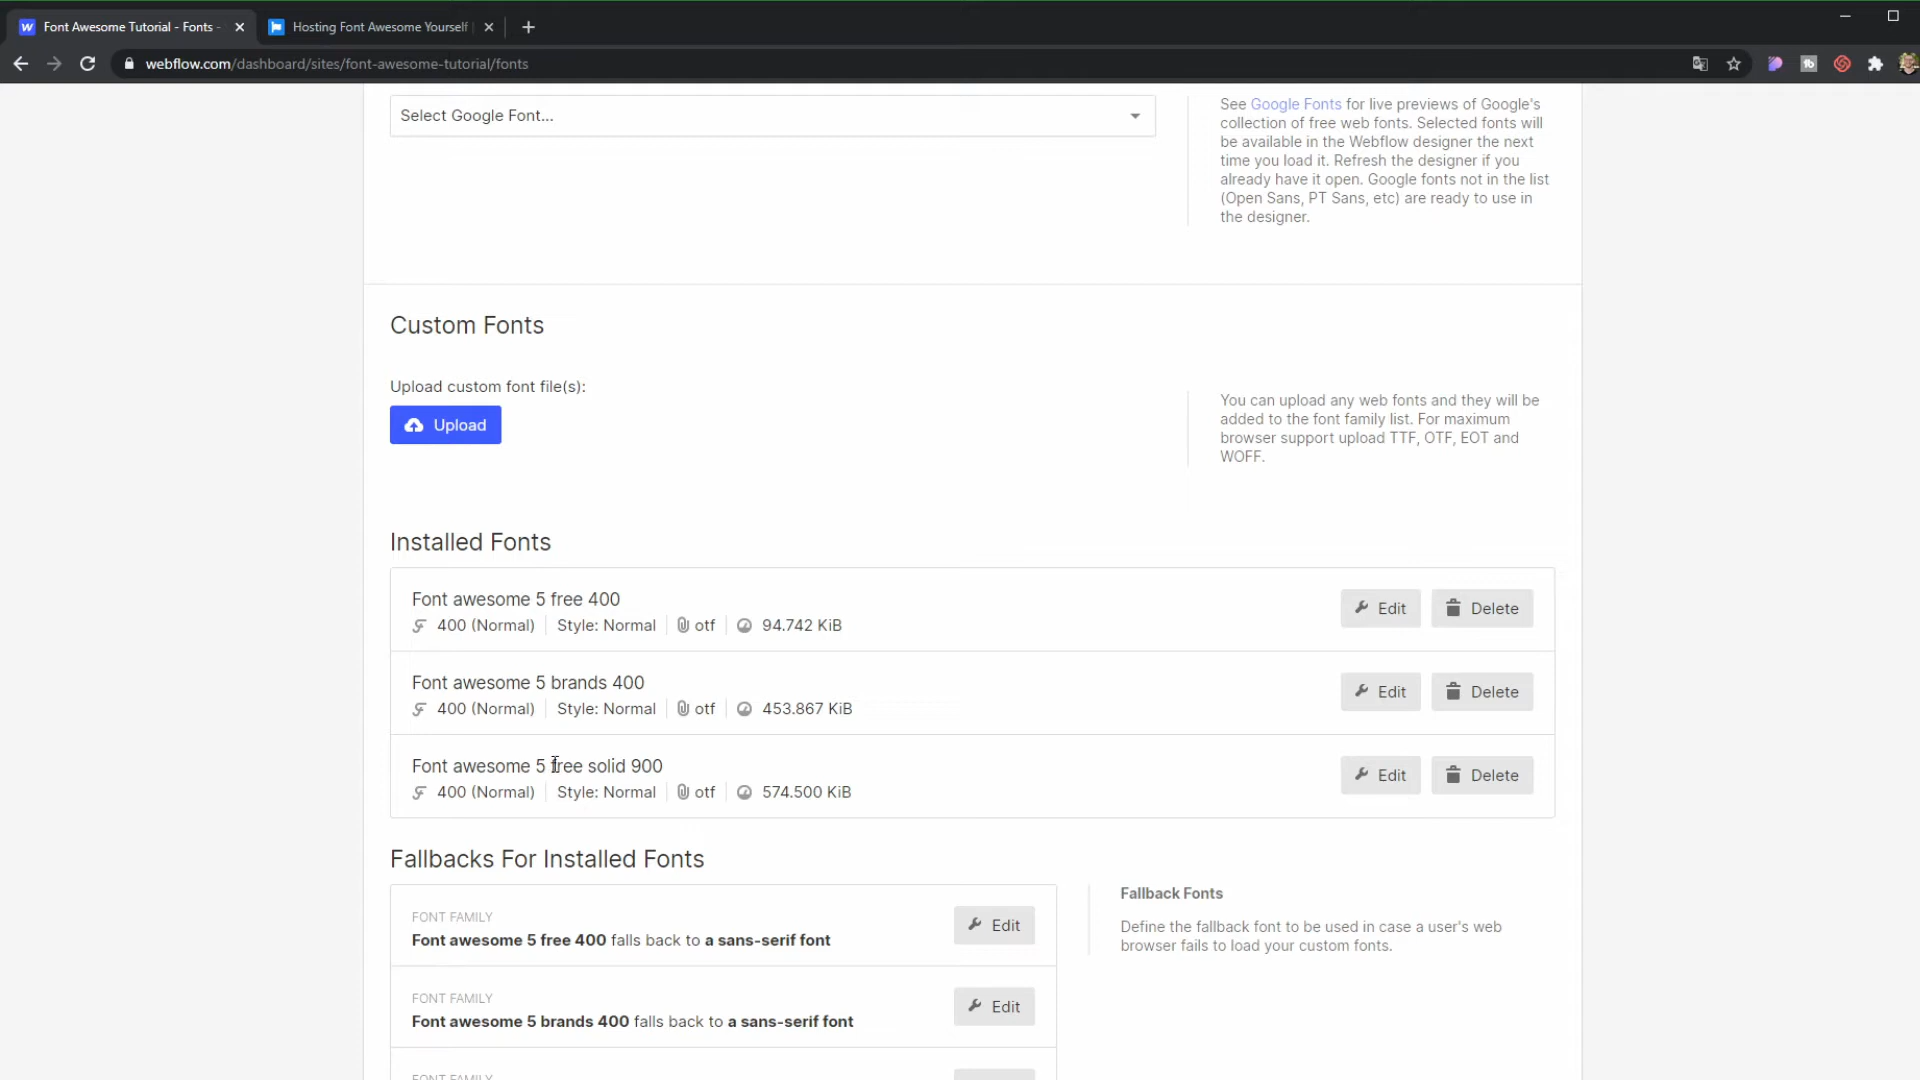 Font Awesome Tutorial - Fonts -
Hosting Font Awesome Yourself
webflow.com/dashboard/sites/font-awesome-tutorial/fonts
Select Google Font...
See Google Fonts for live previews of Google's
collection of free web fonts. Selected fonts will
be available in the Webflow designer the next
time you load it. Refresh the designer if you
already have it open. Google fonts not in the list
(Open Sans, PT Sans, etc) are ready to use in
the designer.
Custom Fonts
Upload custom font file(s):
Upload
You can upload any web fonts and they will be
added to the font family list. For maximum
browser support upload TTF, OTF, EOT and
WOFF.
Installed Fonts
Font awesome 5 free 400
400 (Normal) Style: Normal otf 94.742 KiB
Edit Delete
Font awesome 5 brands 400
400 (Normal) Style: Normal otf 453.867 KiB
Edit Delete
Font awesome 5 free solid 900
400 (Normal) Style: Normal otf 574.500 KiB
Edit Delete
Fallbacks For Installed Fonts
FONT FAMILY
Font awesome 5 free 400 falls back to a sans-serif font
Edit
Fallback Fonts
Define the fallback font to be used in case a user's web
browser fails to load your custom fonts.
FONT FAMILY
Font awesome 5 brands 400 falls back to a sans-serif font
Edit
FONT FAMILY